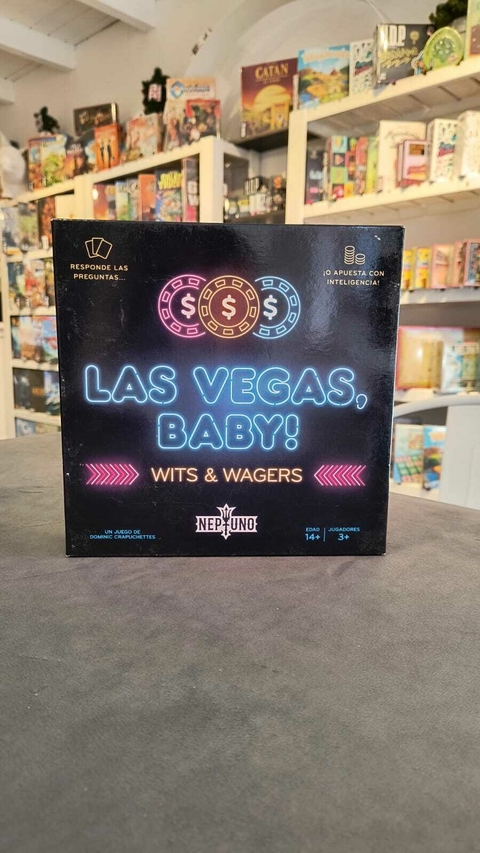 RESPONDE LAS
PREGUNTAS...
¡O APUESTA CON
INTELIGENCIA!
$ $ $
LAS VEGAS,
BABY!
WITS & WAGERS
NEPTUNO
UN JUEGO DE
DOMINIC CRAPUCHETTES
EDAD
14+
JUGADORES
3+
CATAN